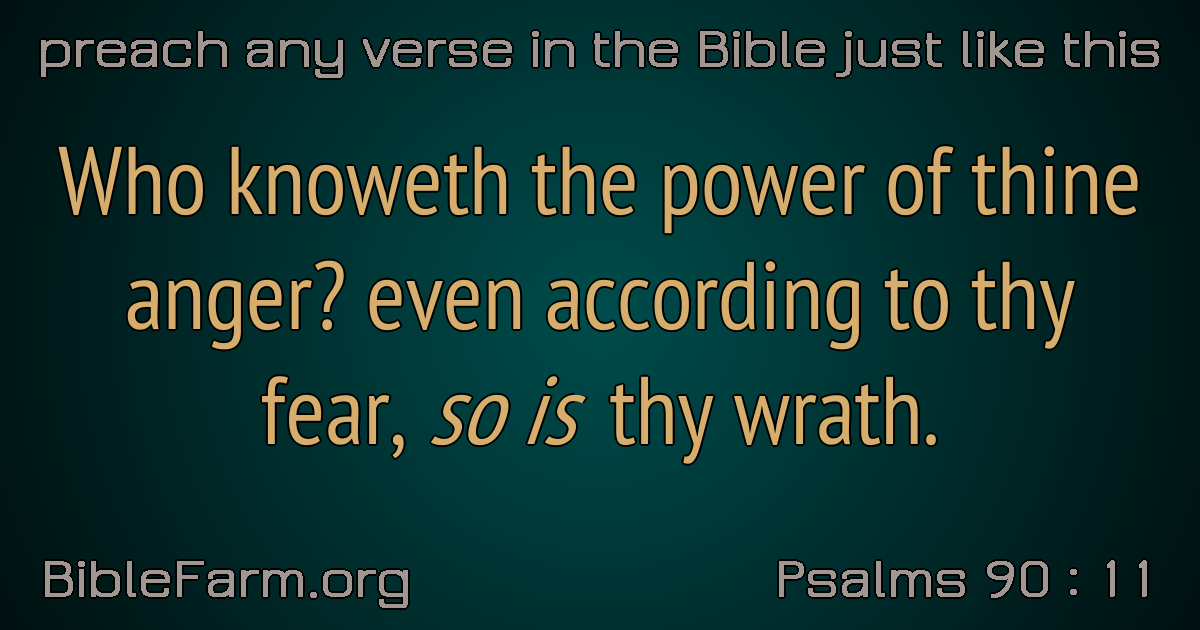 preach any verse in the Bible just like this
Who knoweth the power of thine
anger? even according to thy
fear, so is thy wrath.
BibleFarm.org
Psalms 90 : 11